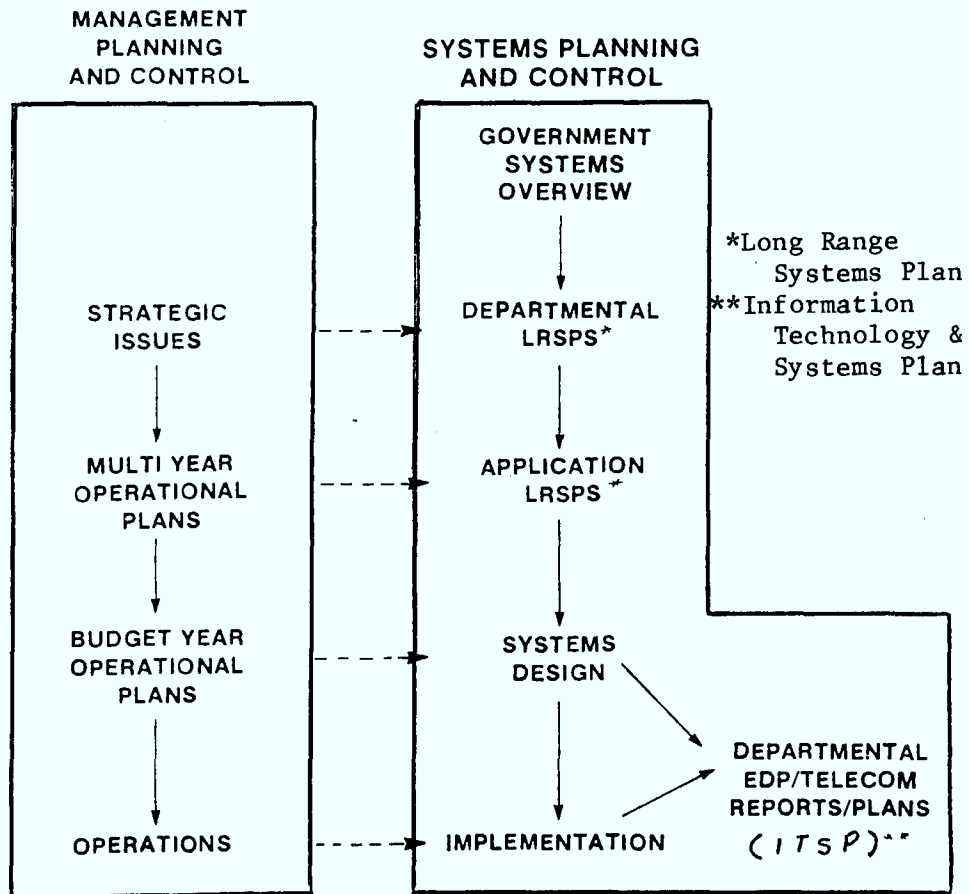 MANAGEMENT
PLANNING
AND CONTROL
SYSTEMS PLANNING
AND CONTROL
STRATEGIC
ISSUES
MULTI YEAR
OPERATIONAL
PLANS
BUDGET YEAR
OPERATIONAL
PLANS
OPERATIONS
GOVERNMENT
SYSTEMS
OVERVIEW
DEPARTMENTAL
LRSPS*
APPLICATION
LRSPS*
SYSTEMS
DESIGN
IMPLEMENTATION
DEPARTMENTAL
EDP/TELECOM
REPORTS/PLANS
(ITSP)**
*Long Range
Systems Plan
**Information
Technology &
Systems Plan